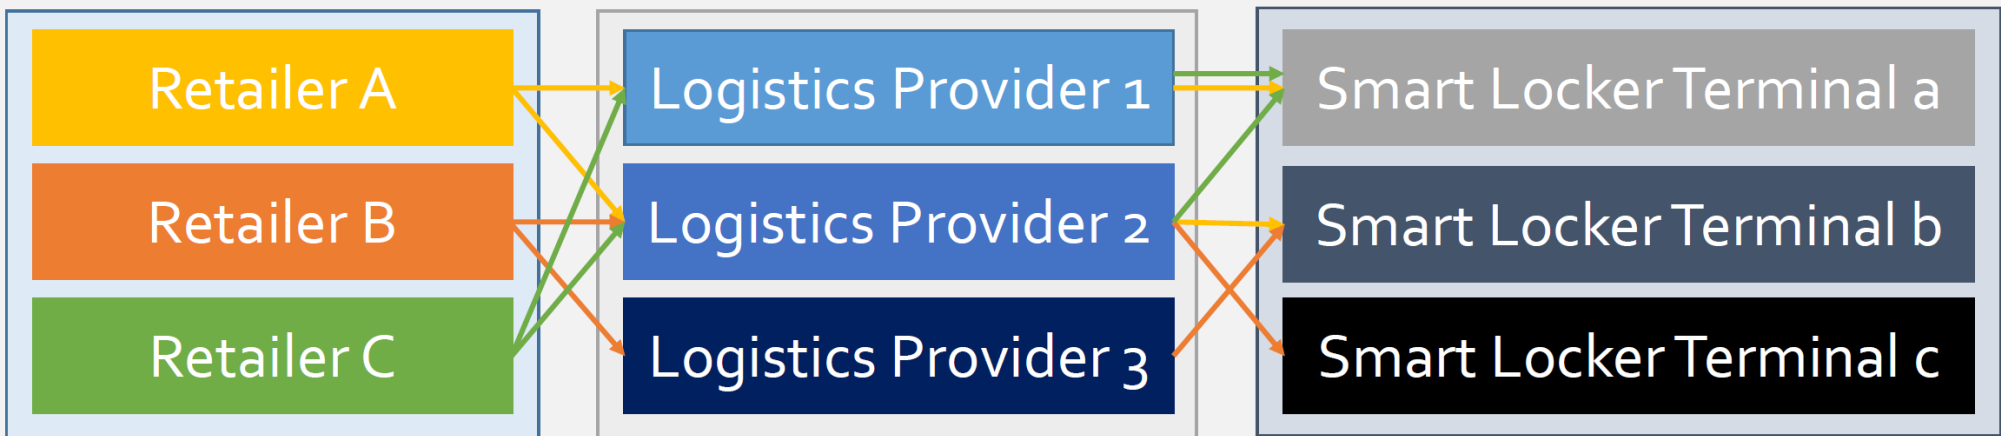 Retailer A
Logistics Provider 1
Smart Locker Terminal a
Retailer B
Logistics Provider 2
Smart Locker Terminal b
Retailer C
Logistics Provider 3
Smart Locker Terminal c